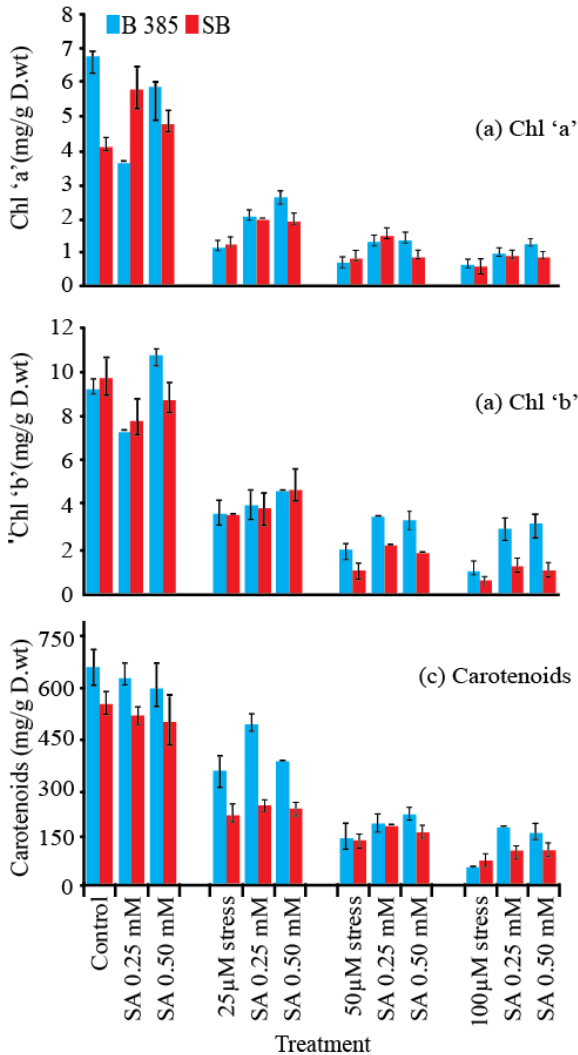 B 385 SB
8
7
6
5
4
3
2
1
0
Chl ‘a’ (mg/g D.wt)
(a) Chl ‘a’
12
10
8
6
4
2
0
"Chl ‘b’ (mg/g D.wt)
(a) Chl ‘b’
750
600
450
300
150
0
Carotenoids (mg/g D.wt)
(c) Carotenoids
Control
SA 0.25 mM
SA 0.50 mM
25µM stress
SA 0.25 mM
SA 0.50 mM
50µM stress
SA 0.25 mM
SA 0.50 mM
100µM stress
SA 0.25 mM
SA 0.50 mM
Treatment